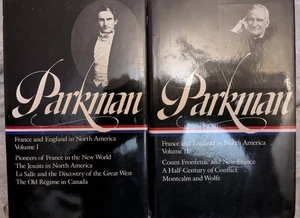 Parkman
France and England in North America
Volume I
Pioneers of France in the New World
The Jesuits in North America
La Salle and the Discovery of the Great West
The Old Régime in Canada
Parkman
France and England in North America
Volume II
Count Frontenac and New France
A Half-Century of Conflict
Montcalm and Wolfe